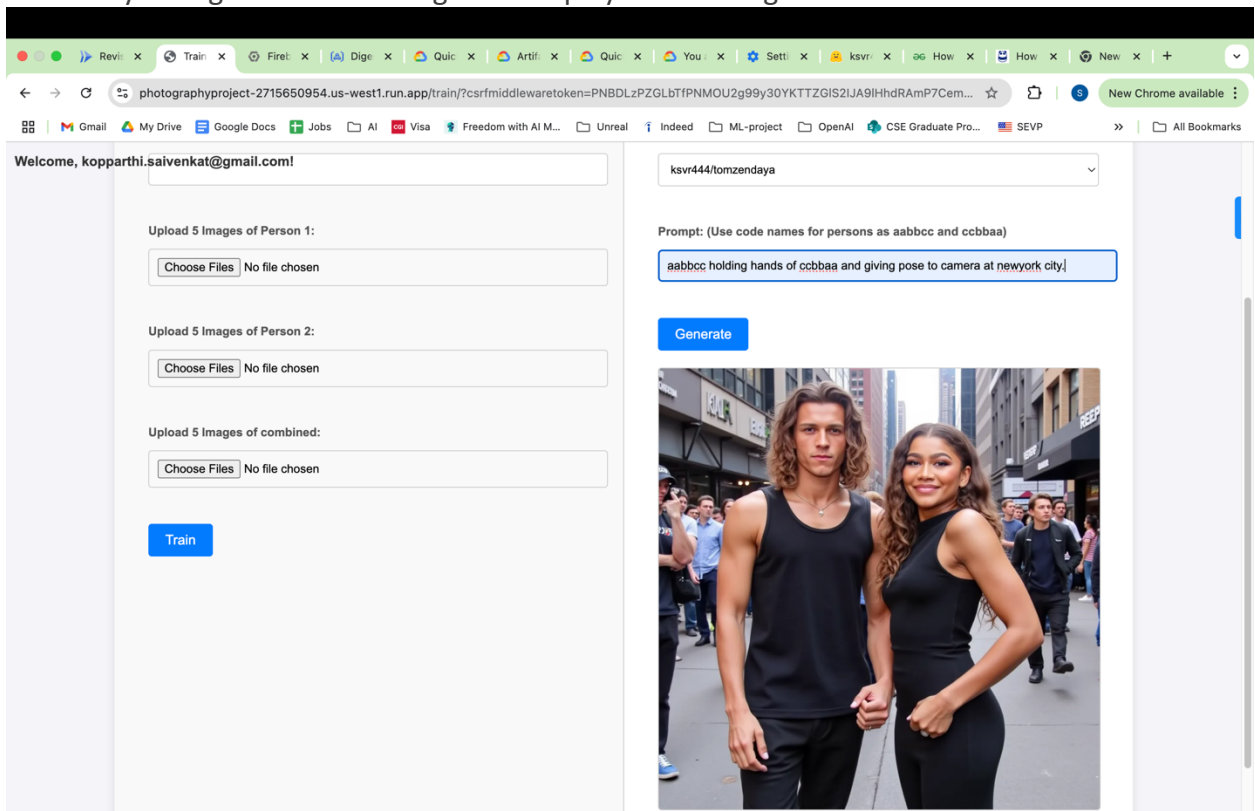 Revis
Train
Fireb
Dige
Quic
Artif
Quic
You a
Setti
ksvr
How
How
New
photographyproject-2715650954.us-west1.run.app/train/?csrfmiddlewaretoken=PNBDLzPZGLbTfPNMOU2g99y30YKTTZGIS2IJA9IHhdRAmP7Cem...
S
New Chrome available
Gmail
My Drive
Google Docs
Jobs
AI
Visa
Freedom with AI M...
Unreal
Indeed
ML-project
OpenAI
CSE Graduate Pro...
SEVP
All Bookmarks
Welcome, kopparthi.saivenkat@gmail.com!
ksvr444/tomzendaya
Upload 5 Images of Person 1:
Choose Files No file chosen
Upload 5 Images of Person 2:
Choose Files No file chosen
Upload 5 Images of combined:
Choose Files No file chosen
Train
Prompt: (Use code names for persons as aabbcc and ccbbaa)
aabbcc holding hands of ccbbaa and giving pose to camera at newyork city.
Generate